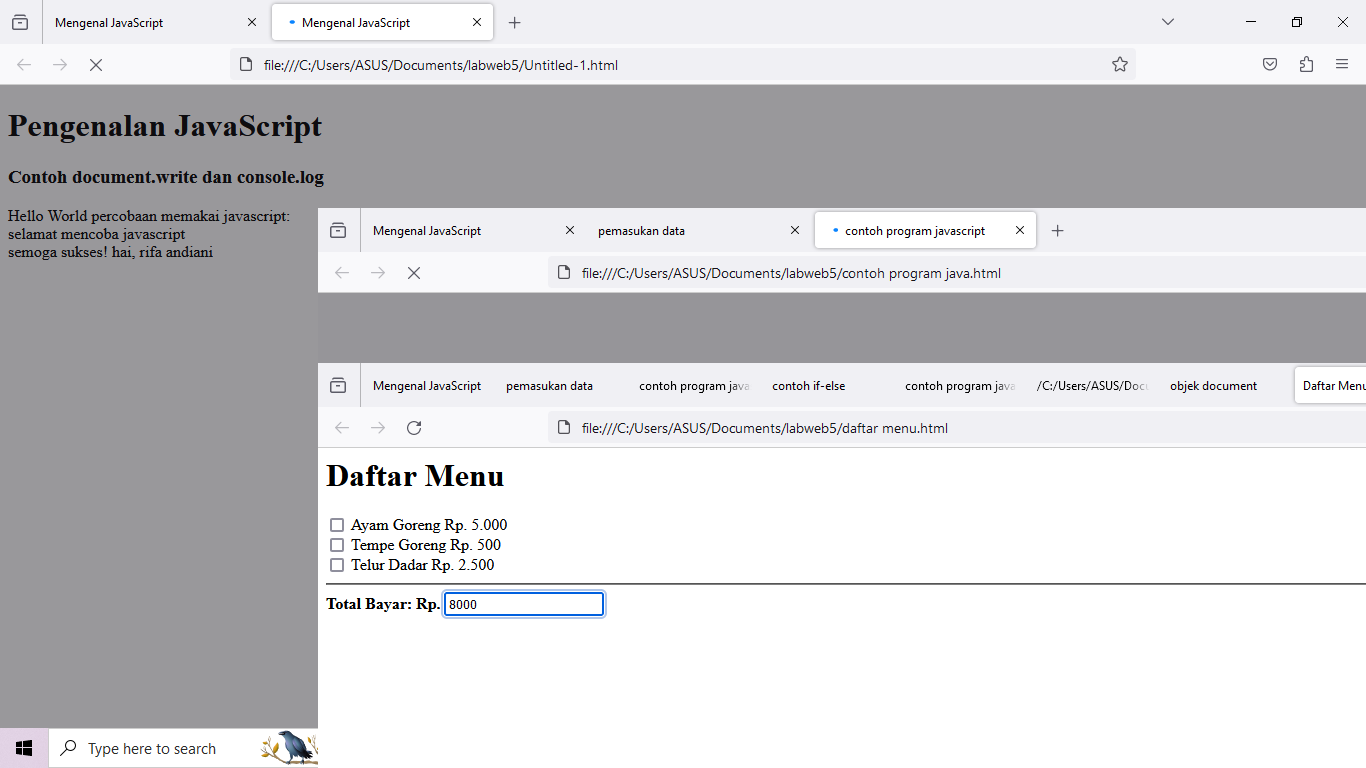 Mengenal JavaScript
Mengenal JavaScript
file:///C:/Users/ASUS/Documents/labweb5/Untitled-1.html
Pengenalan JavaScript
Contoh document.write dan console.log
Hello World percobaan memakai javascript:
selamat mencoba javascript
semoga sukses! hai, rifa andiani
Mengenal JavaScript
pemasukan data
contoh program javascript
file:///C:/Users/ASUS/Documents/labweb5/contoh program java.html
Mengenal JavaScript
pemasukan data
contoh program java
contoh if-else
contoh program java
/C:/Users/ASUS/Doc
objek document
Daftar Menu
file:///C:/Users/ASUS/Documents/labweb5/daftar menu.html
Daftar Menu
Ayam Goreng Rp. 5.000
Tempe Goreng Rp. 500
Telur Dadar Rp. 2.500
Total Bayar: Rp. 8000
Type here to search